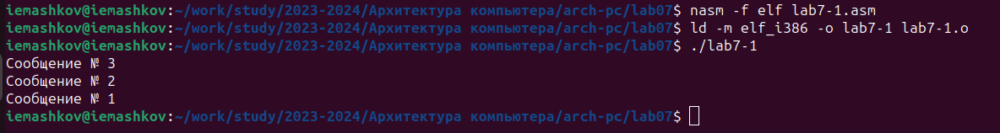 iemashkov@iemashkov:~/work/study/2023-2024/Архитектура компьютера/arch-pc/lab07$ nasm -f elf lab7-1.asm
iemashkov@iemashkov:~/work/study/2023-2024/Архитектура компьютера/arch-pc/lab07$ ld -m elf_i386 -o lab7-1 lab7-1.o
iemashkov@iemashkov:~/work/study/2023-2024/Архитектура компьютера/arch-pc/lab07$ ./lab7-1
Сообщение № 3
Сообщение № 2
Сообщение № 1
iemashkov@iemashkov:~/work/study/2023-2024/Архитектура компьютера/arch-pc/lab07$